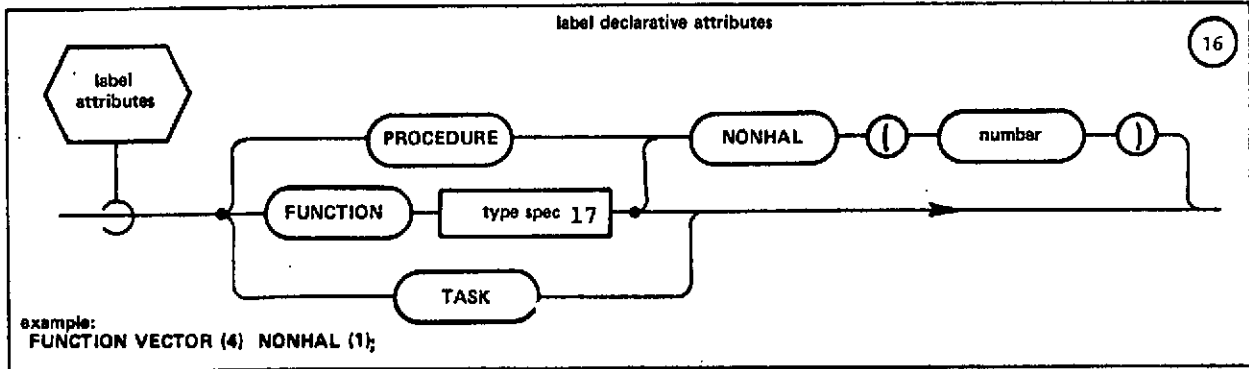 label declarative attributes
16
label
attributes
PROCEDURE
NONHAL
(
number
)
FUNCTION
type spec 17
TASK
example:
FUNCTION VECTOR (4) NONHAL (1);